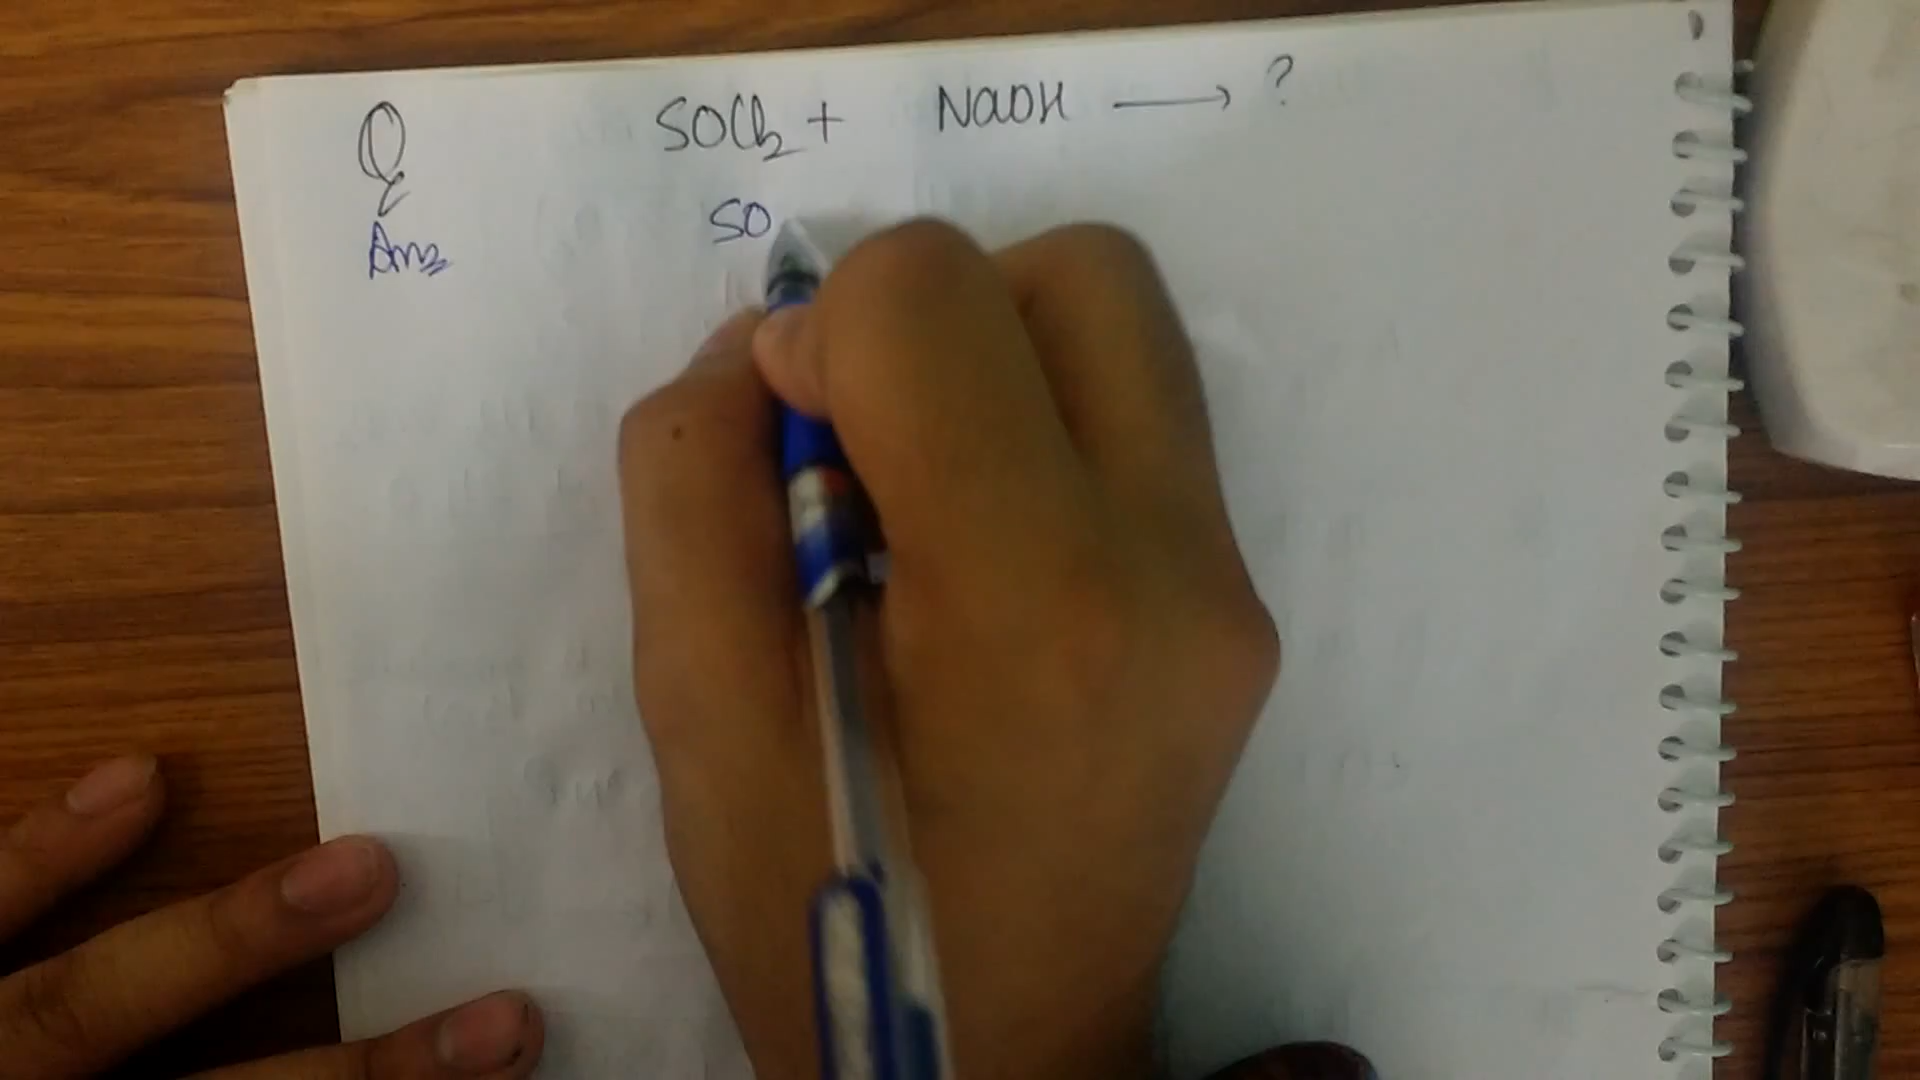 Q SOCl2 + NaOH ⟶ ?
Ans SO